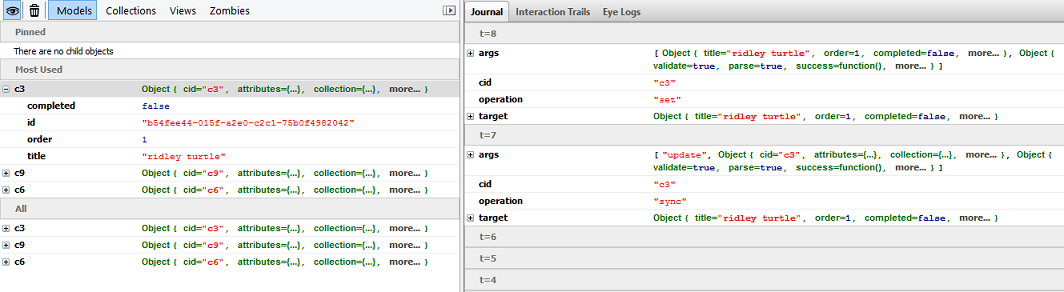 Models Collections Views Zombies
Pinned
There are no child objects
Most Used
c3 Object { cid="c3", attributes={...}, collection={...}, more... }
completed false
id "b54fee44-015f-a2e0-c2c1-75b0f4982042"
order 1
title "ridley turtle"
c9 Object { cid="c9", attributes={...}, collection={...}, more... }
c6 Object { cid="c6", attributes={...}, collection={...}, more... }
All
c3 Object { cid="c3", attributes={...}, collection={...}, more... }
c9 Object { cid="c9", attributes={...}, collection={...}, more... }
c6 Object { cid="c6", attributes={...}, collection={...}, more... }
Journal Interaction Trails Eye Logs
t=8
args [ Object { title="ridley turtle", order=1, completed=false, more... }, Object {
validate=true, parse=true, success=function(), more... } ]
cid "c3"
operation "set"
target Object { title="ridley turtle", order=1, completed=false, more... }
t=7
args [ "update", Object { cid="c3", attributes={...}, collection={...}, more... }, Object {
validate=true, parse=true, success=function(), more... } ]
cid "c3"
operation "sync"
target Object { title="ridley turtle", order=1, completed=false, more... }
t=6
t=5
t=4